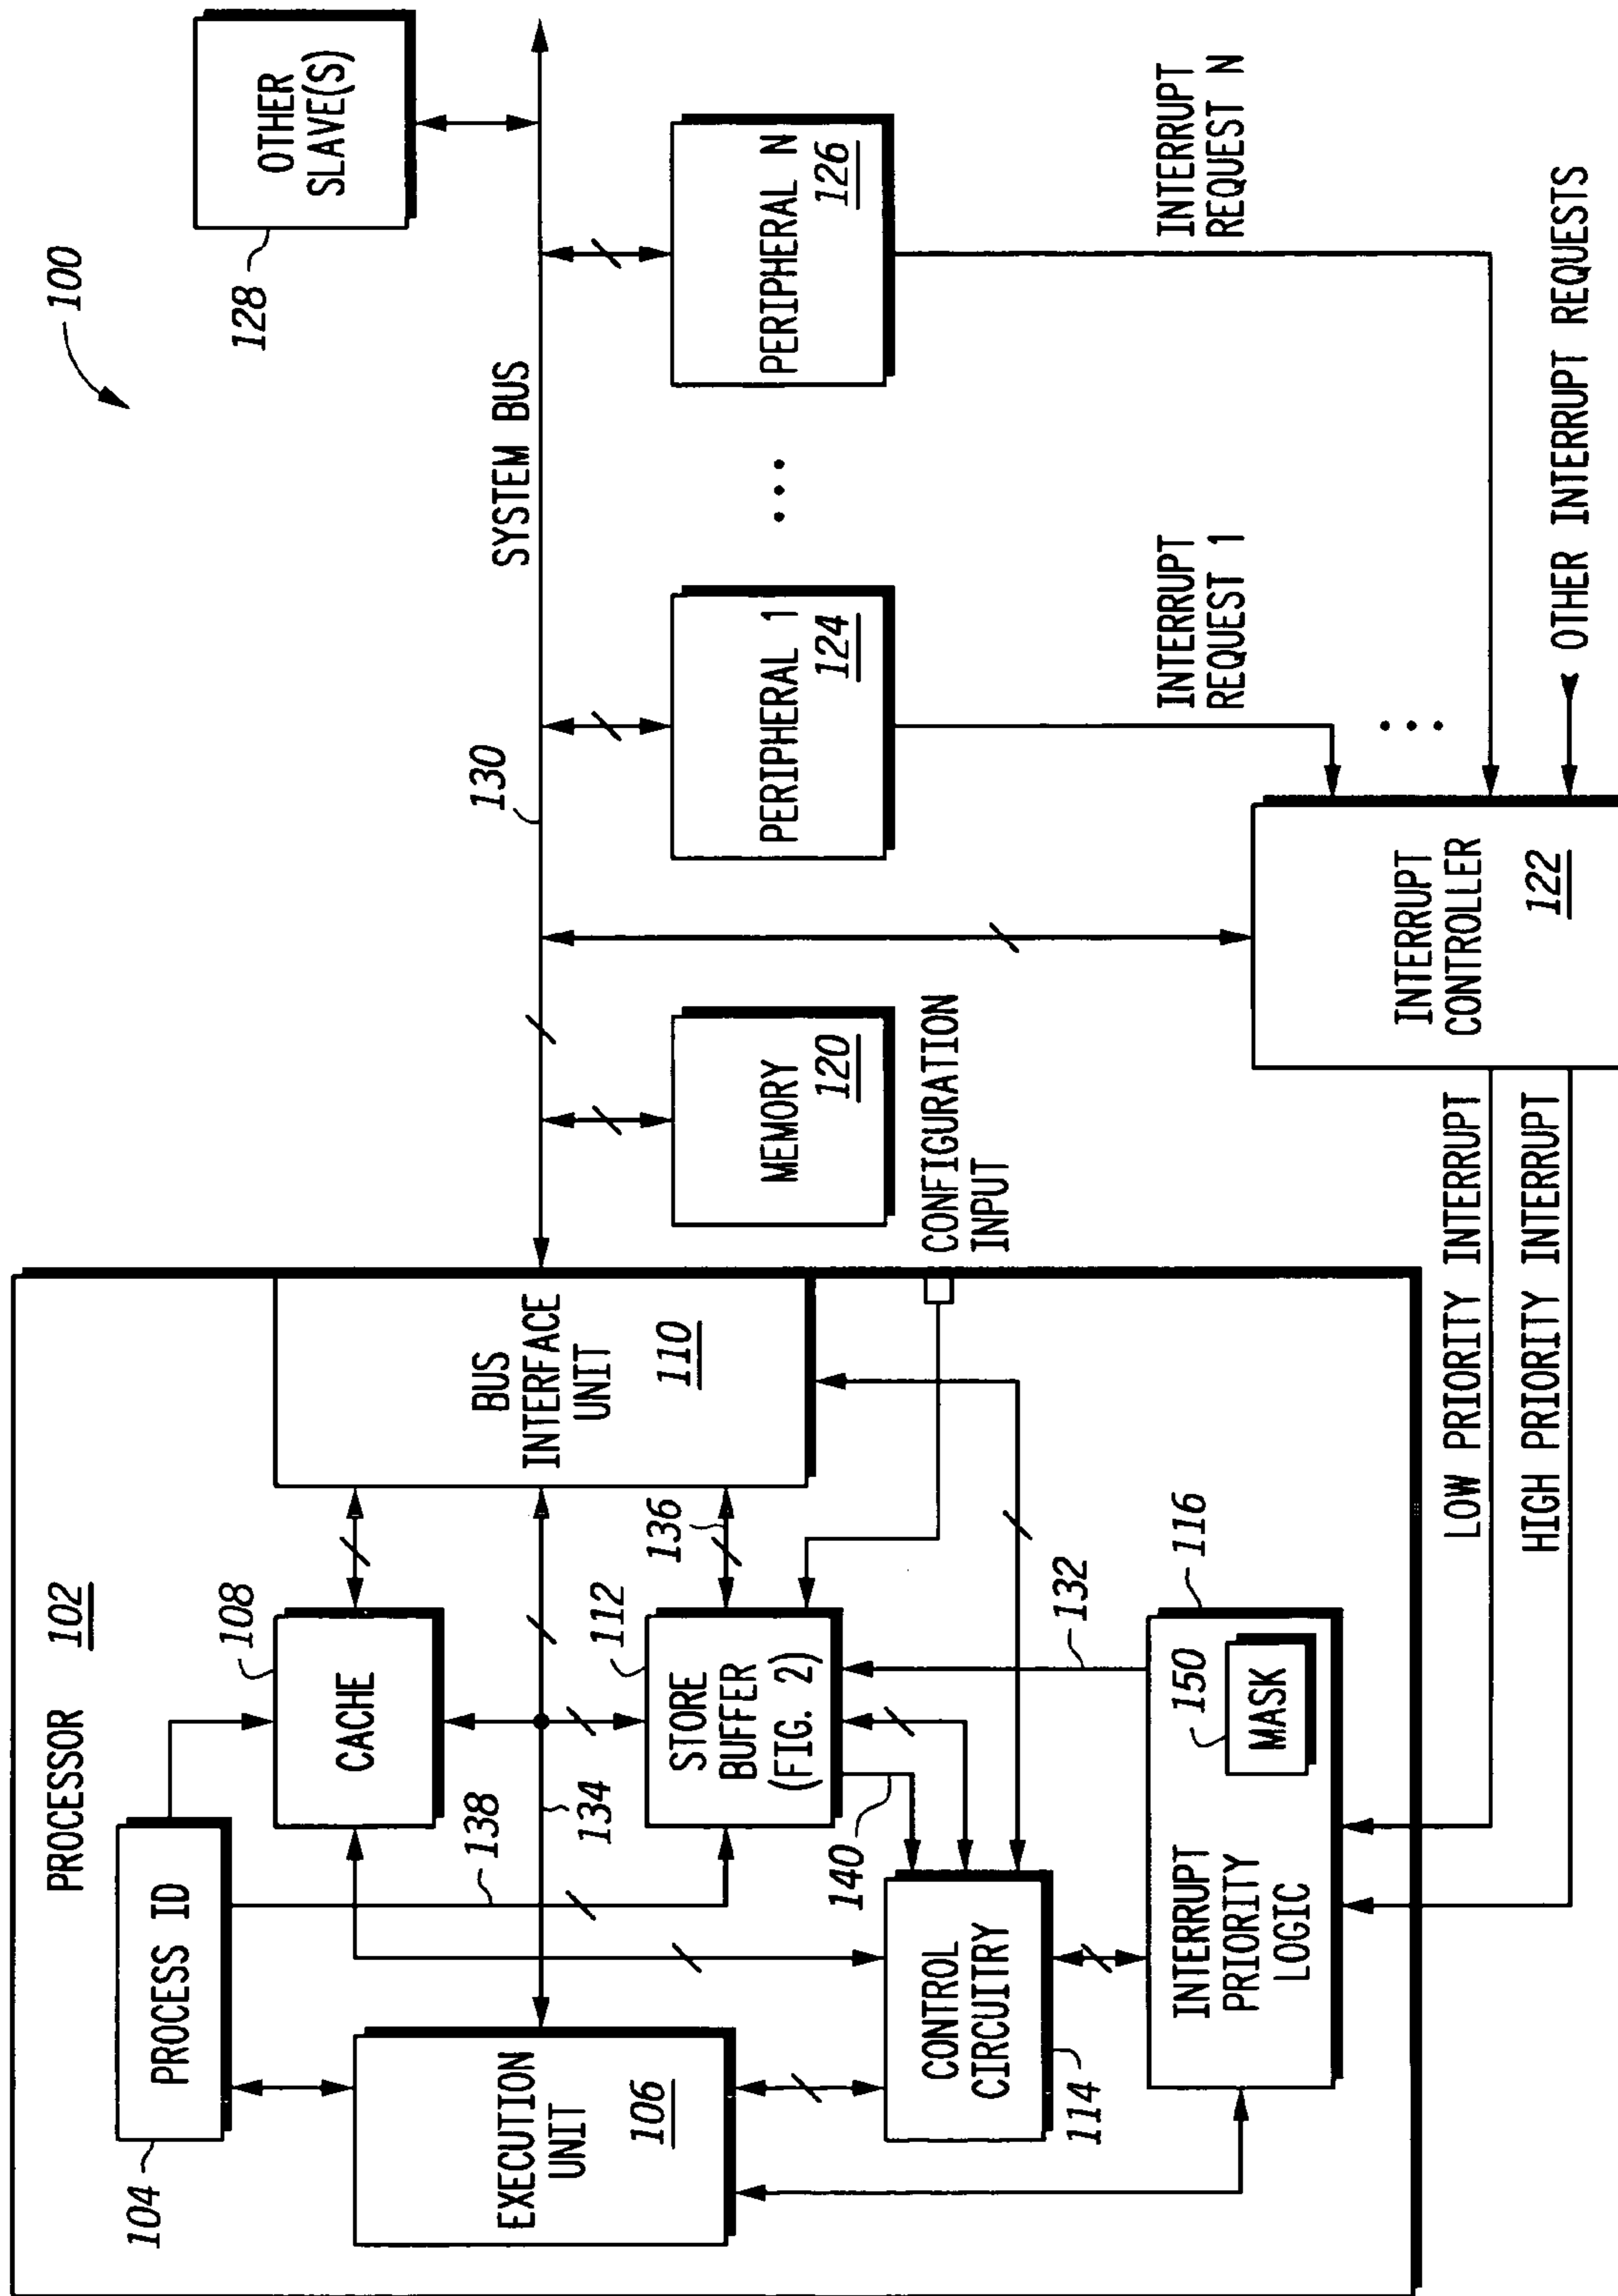 100
PROCESSOR 102
PROCESS ID
104
EXECUTION
UNIT
106
CACHE
108
138
134
BUS
INTERFACE
UNIT
110
STORE
BUFFER
(FIG. 2)
112
136
140
CONTROL
CIRCUITRY
114
132
INTERRUPT
PRIORITY
LOGIC
116
MASK
150
CONFIGURATION
INPUT
130
SYSTEM BUS
OTHER
SLAVE(S)
128
MEMORY
120
PERIPHERAL 1
124
•••
PERIPHERAL N
126
INTERRUPT
REQUEST 1
INTERRUPT
REQUEST N
•••
LOW PRIORITY INTERRUPT
HIGH PRIORITY INTERRUPT
INTERRUPT
CONTROLLER
122
OTHER INTERRUPT REQUESTS